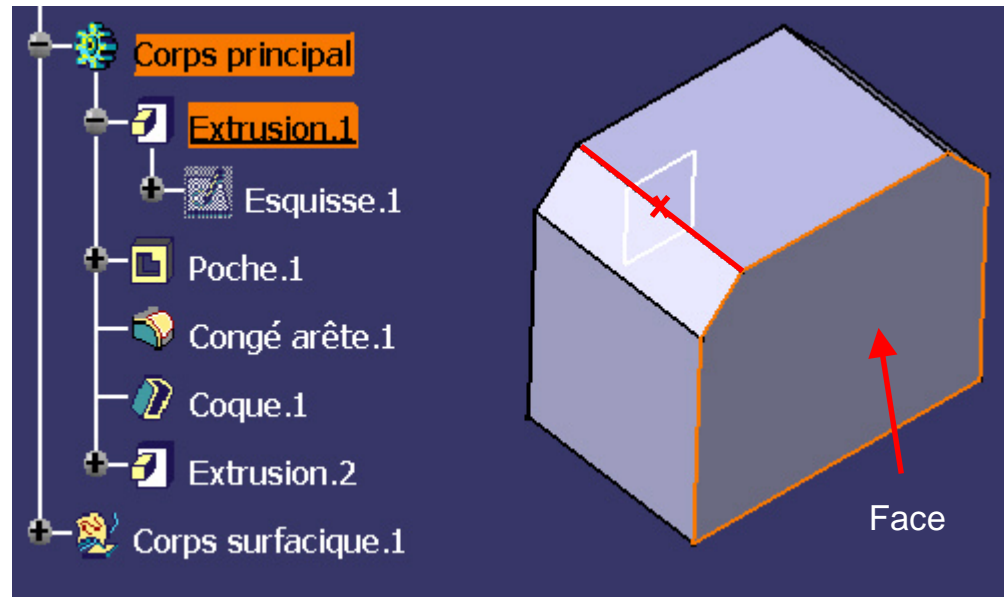 Corps principal
Extrusion.1
Esquisse.1
Poche.1
Congé arête.1
Coque.1
Extrusion.2
Corps surfacique.1
Face